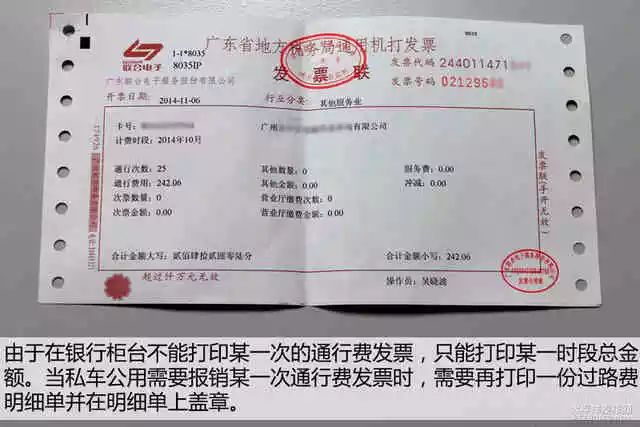 联合电子
1-1*8035
8035IP
广东省地方税务局通用机打发票
发票联
发票代码 244011471
发票号码 0212958
广东联合电子服务股份有限公司
开票日期: 2014-11-06 行业分类: 其他服务业
卡号: 广州 有限公司
计费时段: 2014年10月
通行次数: 25 其他数量: 0 服务费: 0.00
通行费用: 242.06 其他金额: 0.00 冲减: 0.00
次票数量: 0 营业厅缴费次数: 0
次票金额: 0.00 营业厅缴费金额: 0.00
合计金额大写: 贰佰肆拾贰圆零陆分 合计金额小写: 242.06
超过仟万元无效 操作员: 吴晓滢
发票联(手开无效)
由于在银行柜台不能打印某一次的通行费发票，只能打印某一时段总金
额。当私车公用需要报销某一次通行费发票时，需要再打印一份过路费
明细单并在明细单上盖章。